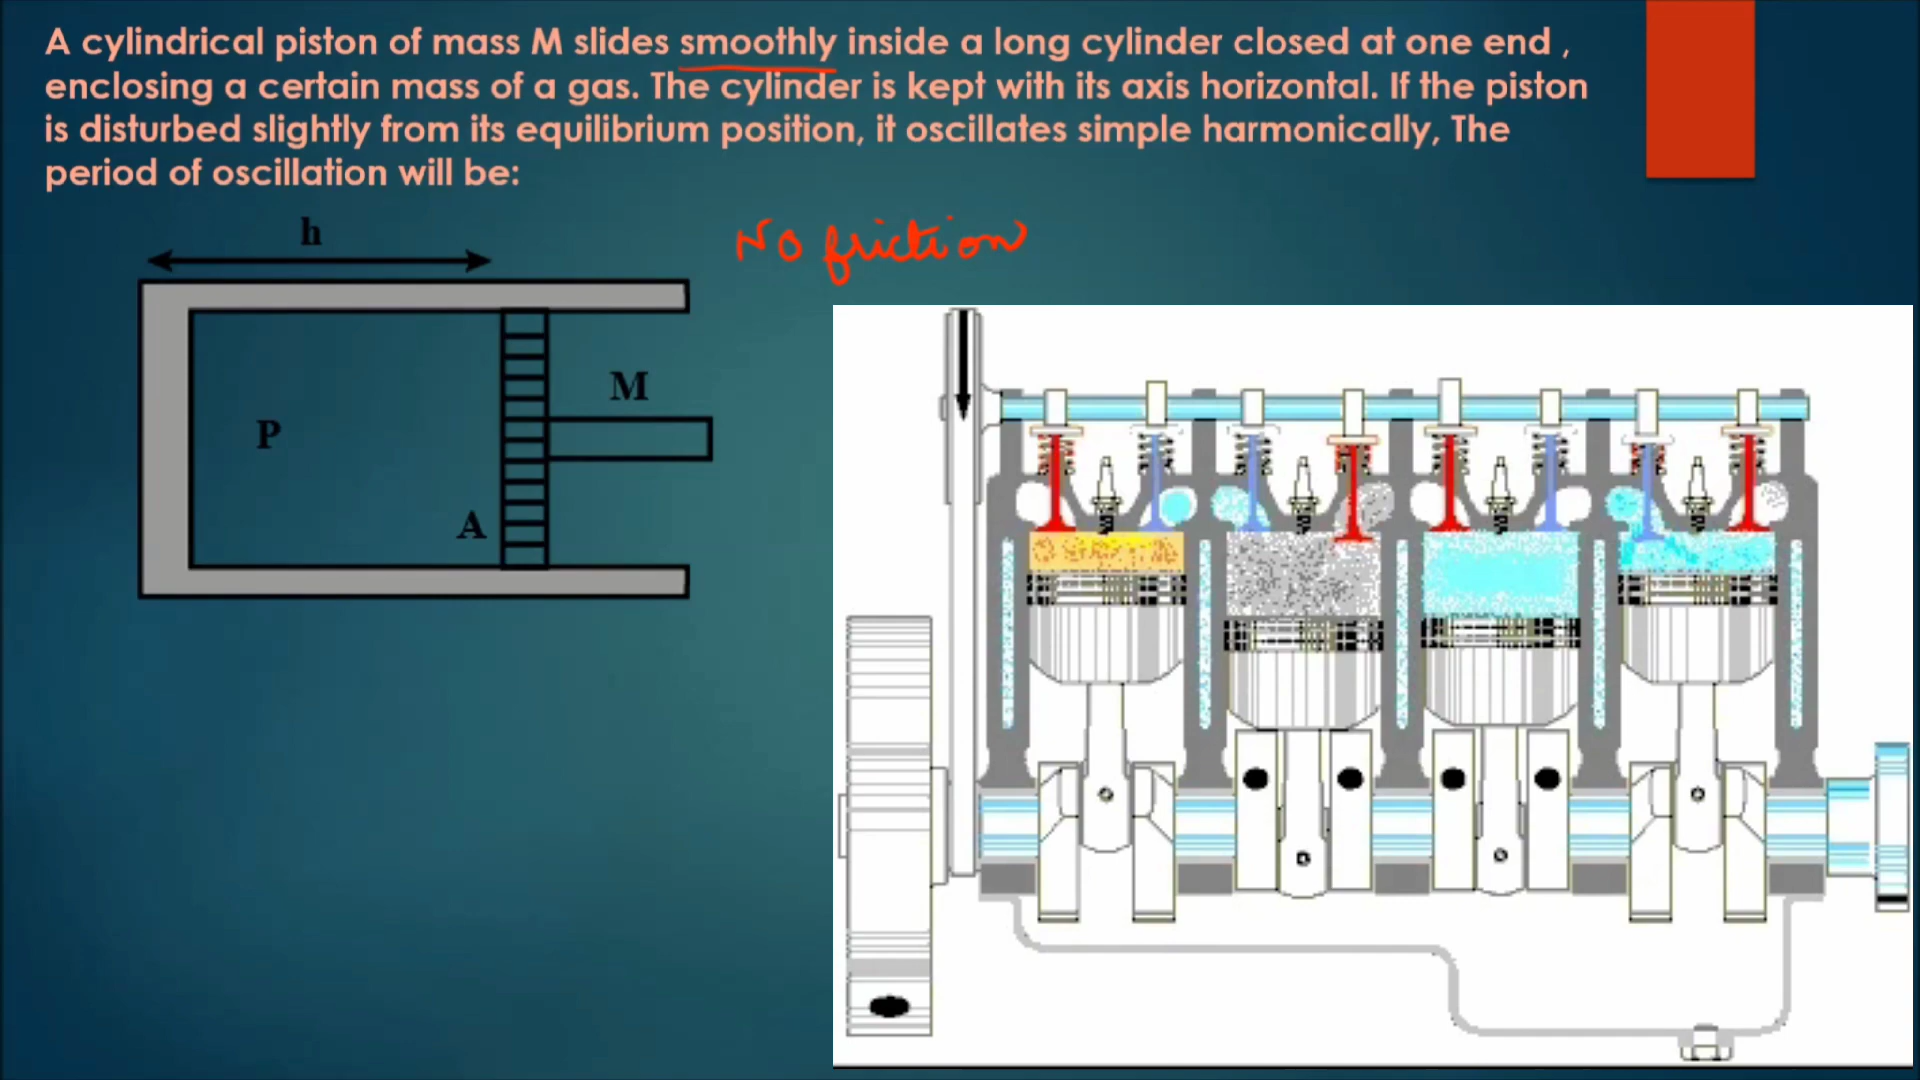 A cylindrical piston of mass M slides smoothly inside a long cylinder closed at one end ,
enclosing a certain mass of a gas. The cylinder is kept with its axis horizontal. If the piston
is disturbed slightly from its equilibrium position, it oscillates simple harmonically, The
period of oscillation will be:
h
No friction
M
P
A